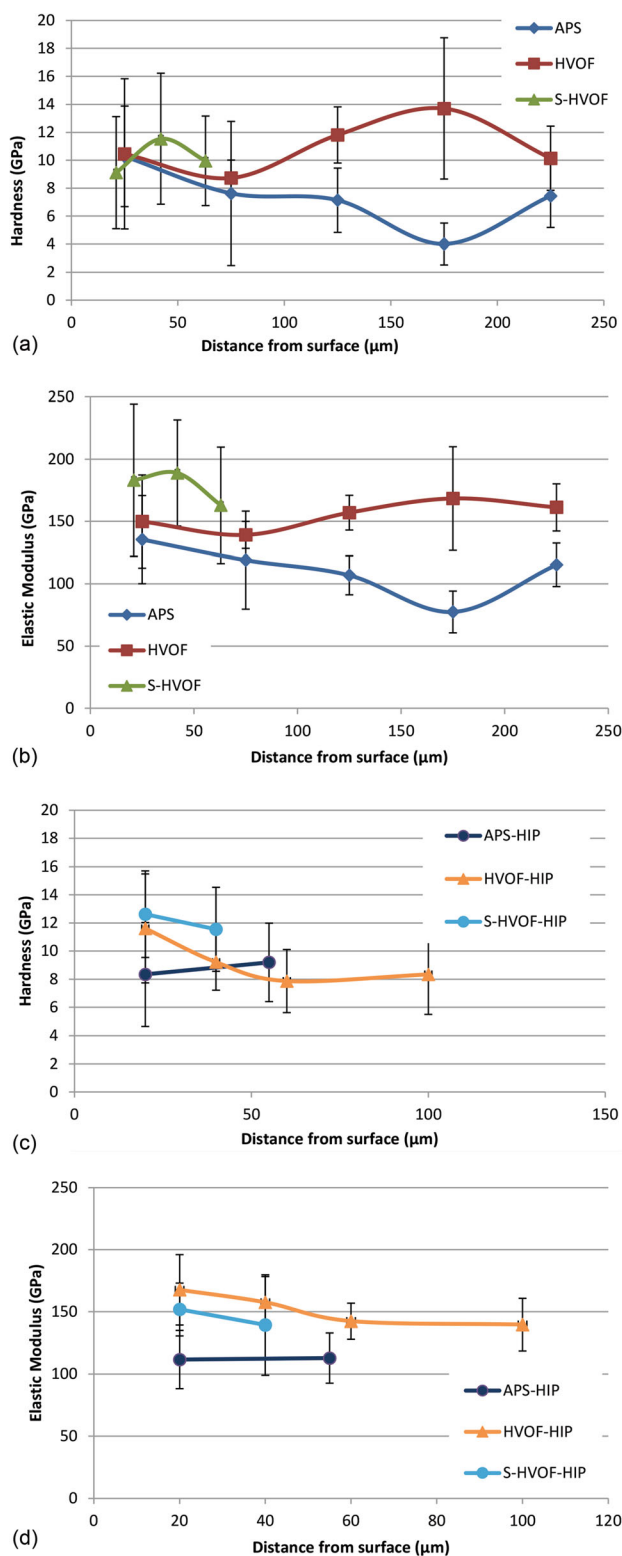 20
18
16
14
12
10
8
6
4
2
0
Hardness (GPa)
APS
HVOF
S-HVOF
0 50 100 150 200 250
Distance from surface (µm)
(a)
250
200
150
100
50
0
Elastic Modulus (GPa)
APS
HVOF
S-HVOF
0 50 100 150 200 250
Distance from surface (µm)
(b)
20
18
16
14
12
10
8
6
4
2
0
Hardness (GPa)
APS-HIP
HVOF-HIP
S-HVOF-HIP
0 50 100 150
Distance from surface (µm)
(c)
250
200
150
100
50
0
Elastic Modulus (GPa)
APS-HIP
HVOF-HIP
S-HVOF-HIP
0 20 40 60 80 100 120
Distance from surface (µm)
(d)